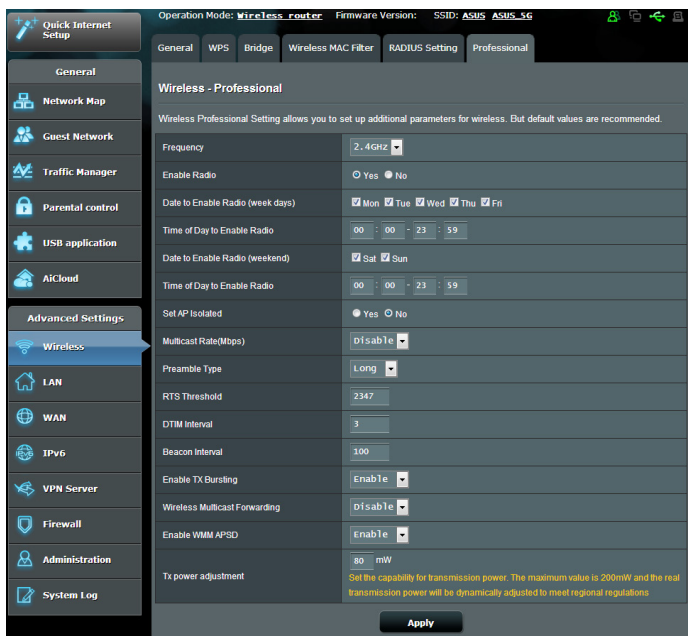 Quick Internet
Setup
Operation Mode: Wireless router Firmware Version: SSID: ASUS ASUS_5G
General WPS Bridge Wireless MAC Filter RADIUS Setting Professional
General
Network Map
Guest Network
Traffic Manager
Parental control
USB application
AiCloud
Advanced Settings
Wireless
LAN
WAN
IPv6
VPN Server
Firewall
Administration
System Log
Wireless - Professional
Wireless Professional Setting allows you to set up additional parameters for wireless. But default values are recommended.
Frequency 2.4GHz
Enable Radio Yes No
Date to Enable Radio (week days) Mon Tue Wed Thu Fri
Time of Day to Enable Radio 00 : 00 - 23 : 59
Date to Enable Radio (weekend) Sat Sun
Time of Day to Enable Radio 00 : 00 - 23 : 59
Set AP Isolated Yes No
Multicast Rate(Mbps) Disable
Preamble Type Long
RTS Threshold 2347
DTIM Interval 3
Beacon Interval 100
Enable TX Bursting Enable
Wireless Multicast Forwarding Disable
Enable WMM APSD Enable
Tx power adjustment 80 mW
Set the capability for transmission power. The maximum value is 200mW and the real
transmission power will be dynamically adjusted to meet regional regulations
Apply